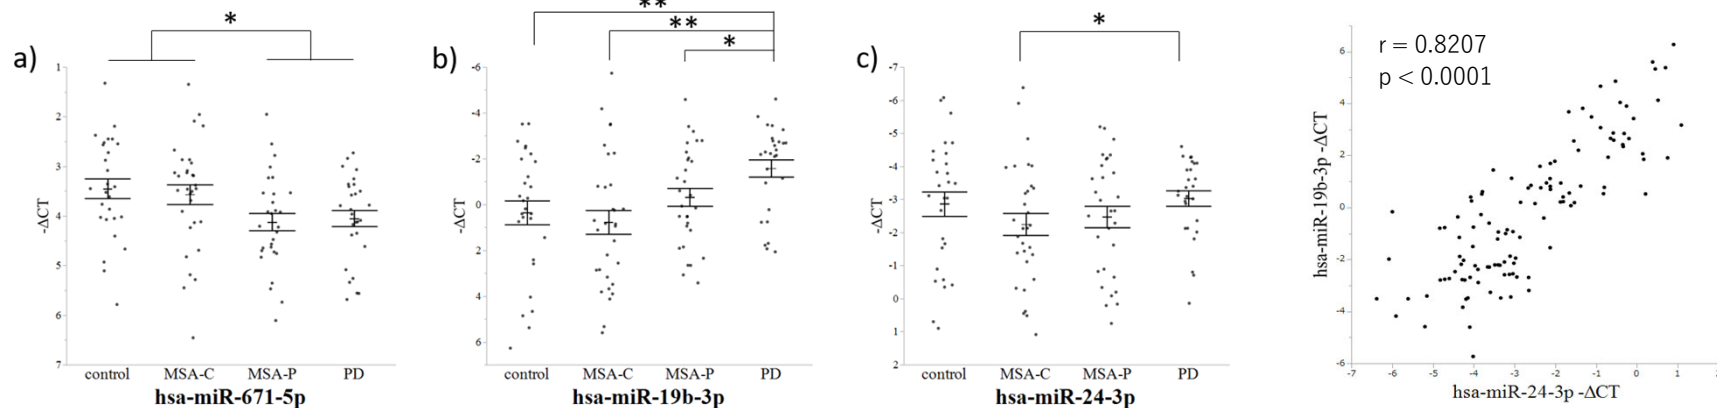 a)
*
-ΔCT
1
2
3
4
5
6
7
control MSA-C MSA-P PD
hsa-miR-671-5p
b)
**
**
*
-ΔCT
-6
-4
-2
0
2
4
6
control MSA-C MSA-P PD
hsa-miR-19b-3p
c)
*
-ΔCT
-7
-6
-5
-4
-3
-2
-1
0
1
2
control MSA-C MSA-P PD
hsa-miR-24-3p
r = 0.8207
p < 0.0001
hsa-miR-19b-3p -ΔCT
6
4
2
0
-2
-4
-6
-7 -6 -5 -4 -3 -2 -1 0 1
hsa-miR-24-3p -ΔCT